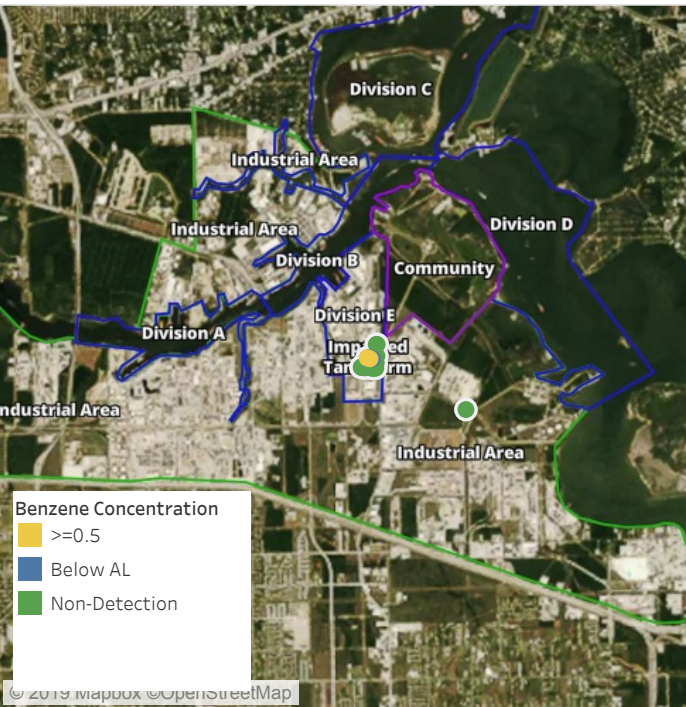 Division C
Industrial Area
Division D
Industrial Area
Division B
Community
Division E
Division A
Industrial Area
Industrial Area
Benzene Concentration
>=0.5
Below AL
Non-Detection
© 2019 Mapbox ©OpenStreetMap